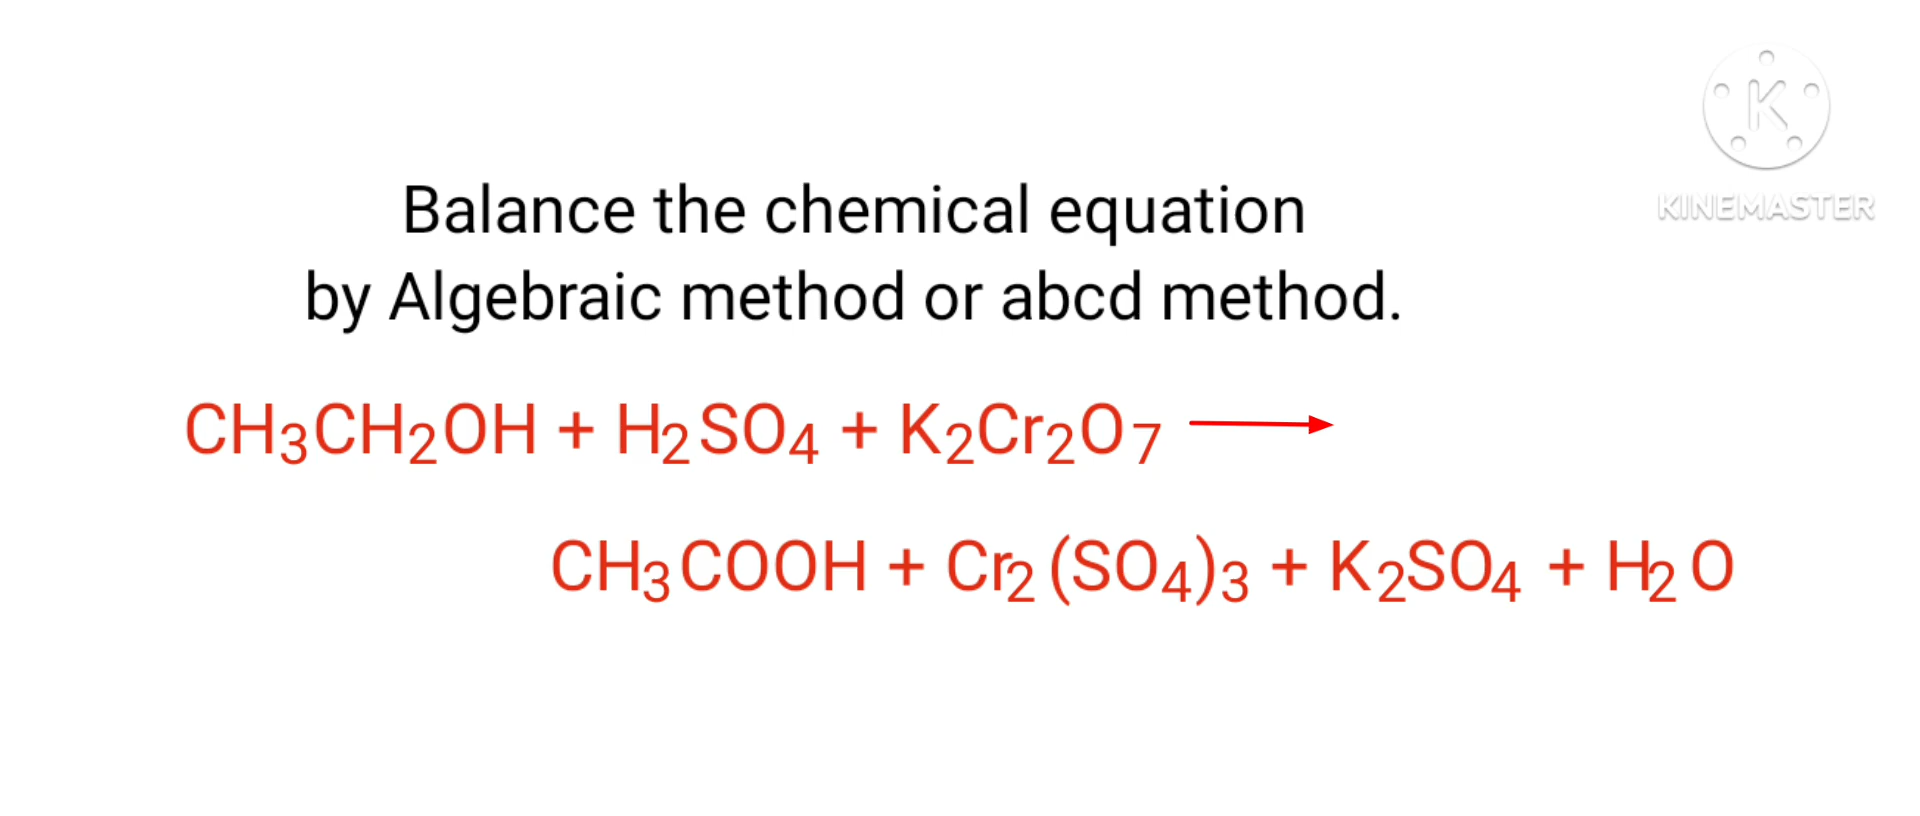 K
KINEMASTER
Balance the chemical equation
by Algebraic method or abcd method.
CH₃CH₂OH + H₂SO₄ + K₂Cr₂O₇ ⟶
CH₃COOH + Cr₂(SO₄)₃ + K₂SO₄ + H₂O